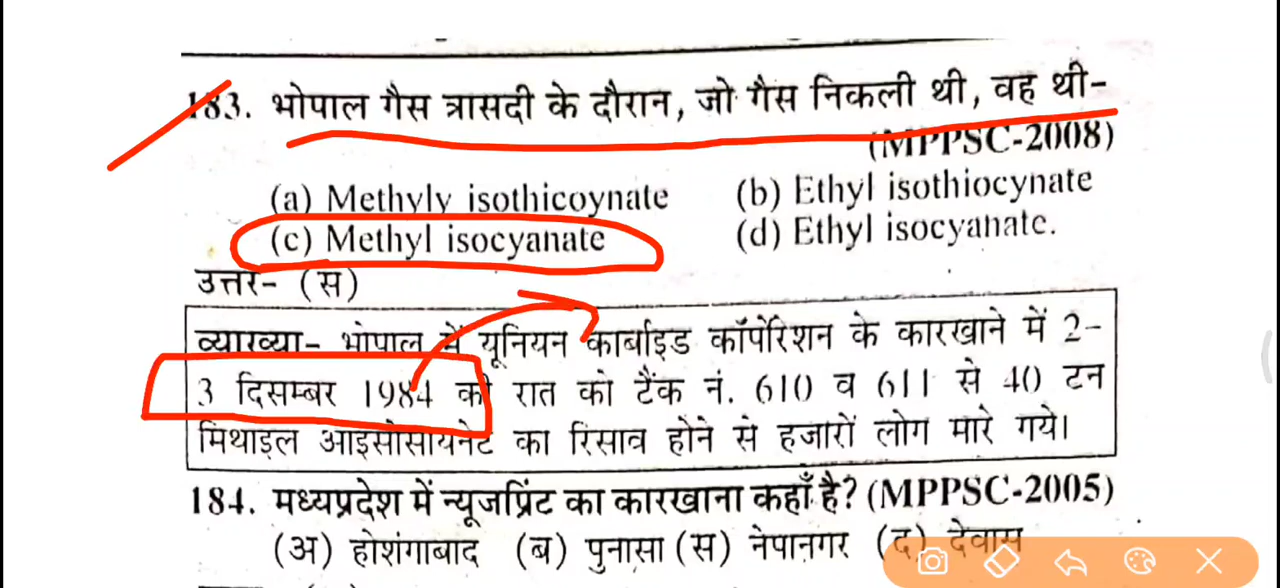 183. भोपाल गैस त्रासदी के दौरान, जो गैस निकली थी, वह थी-
(MPPSC-2008)
(a) Methyly isothicoynate (b) Ethyl isothiocynate
(c) Methyl isocyanate (d) Ethyl isocyanate.
उत्तर- (स)
व्याख्या- भोपाल में यूनियन कार्बाइड कॉर्पोरेशन के कारखाने में 2-
3 दिसम्बर 1984 की रात को टैंक नं. 610 व 611 से 40 टन
मिथाइल आइसोसायनेट का रिसाव होने से हजारों लोग मारे गये।
184. मध्यप्रदेश में न्यूजप्रिंट का कारखाना कहाँ है? (MPPSC-2005)
(अ) होशंगाबाद (ब) पुनासा (स) नेपानगर (द) देवास